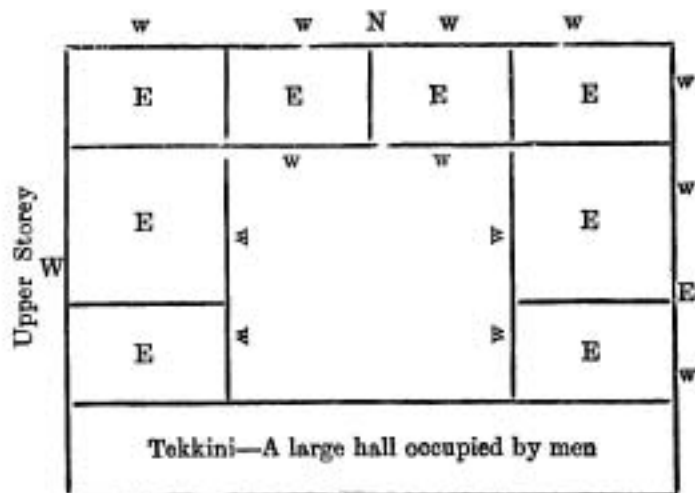 w w N w w
E E E E w
w w
Upper Storey
E w w E w
W E
E w w E w
Tekkini—A large hall occupied by men